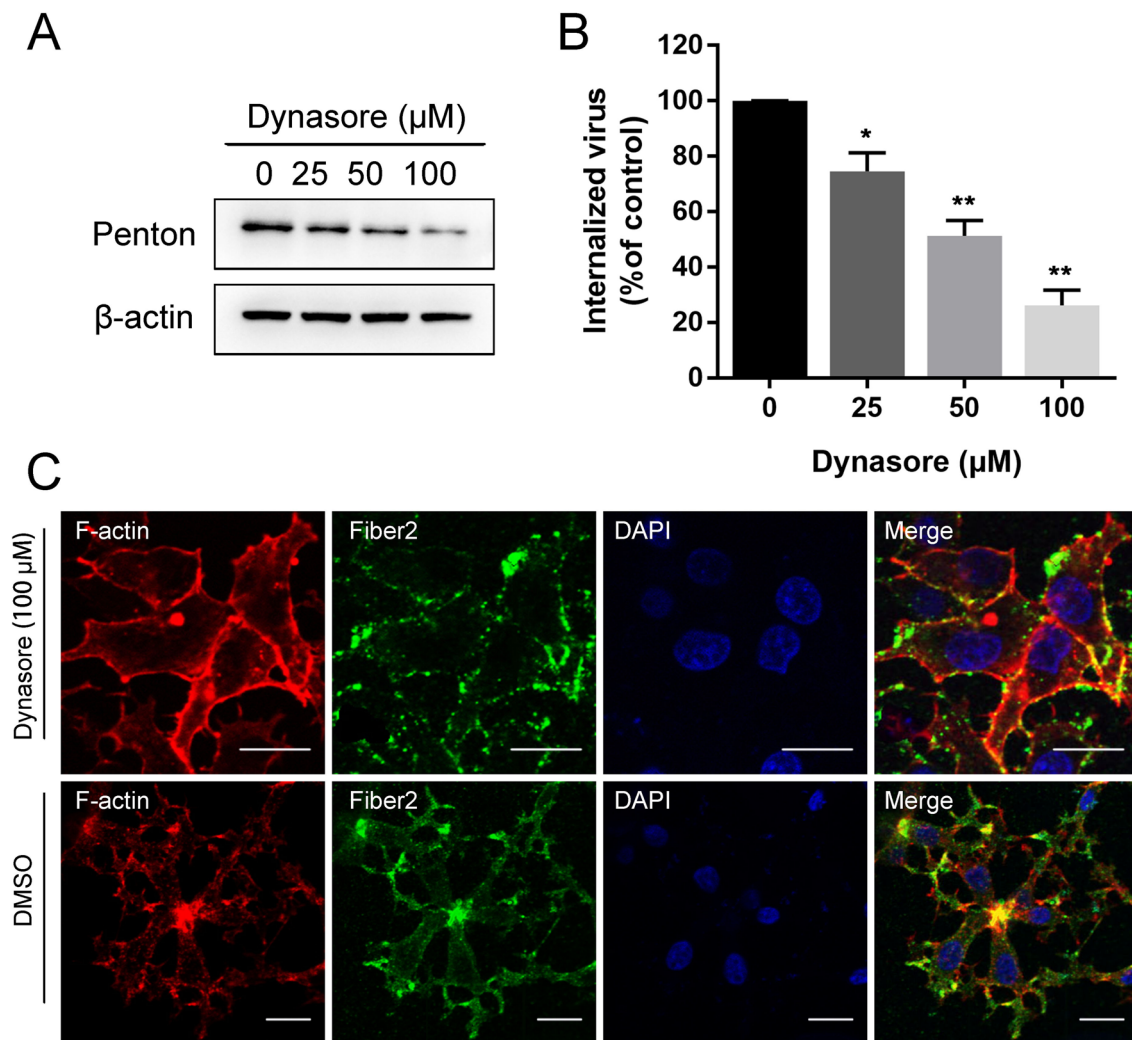 A
Dynasore (µM)
0 25 50 100
Penton
β-actin
B
Internalized virus
(%of control)
120
100
80
60
40
20
0
*
**
**
0 25 50 100
Dynasore (µM)
C
Dynasore (100 µM)
F-actin Fiber2 DAPI Merge
DMSO
F-actin Fiber2 DAPI Merge